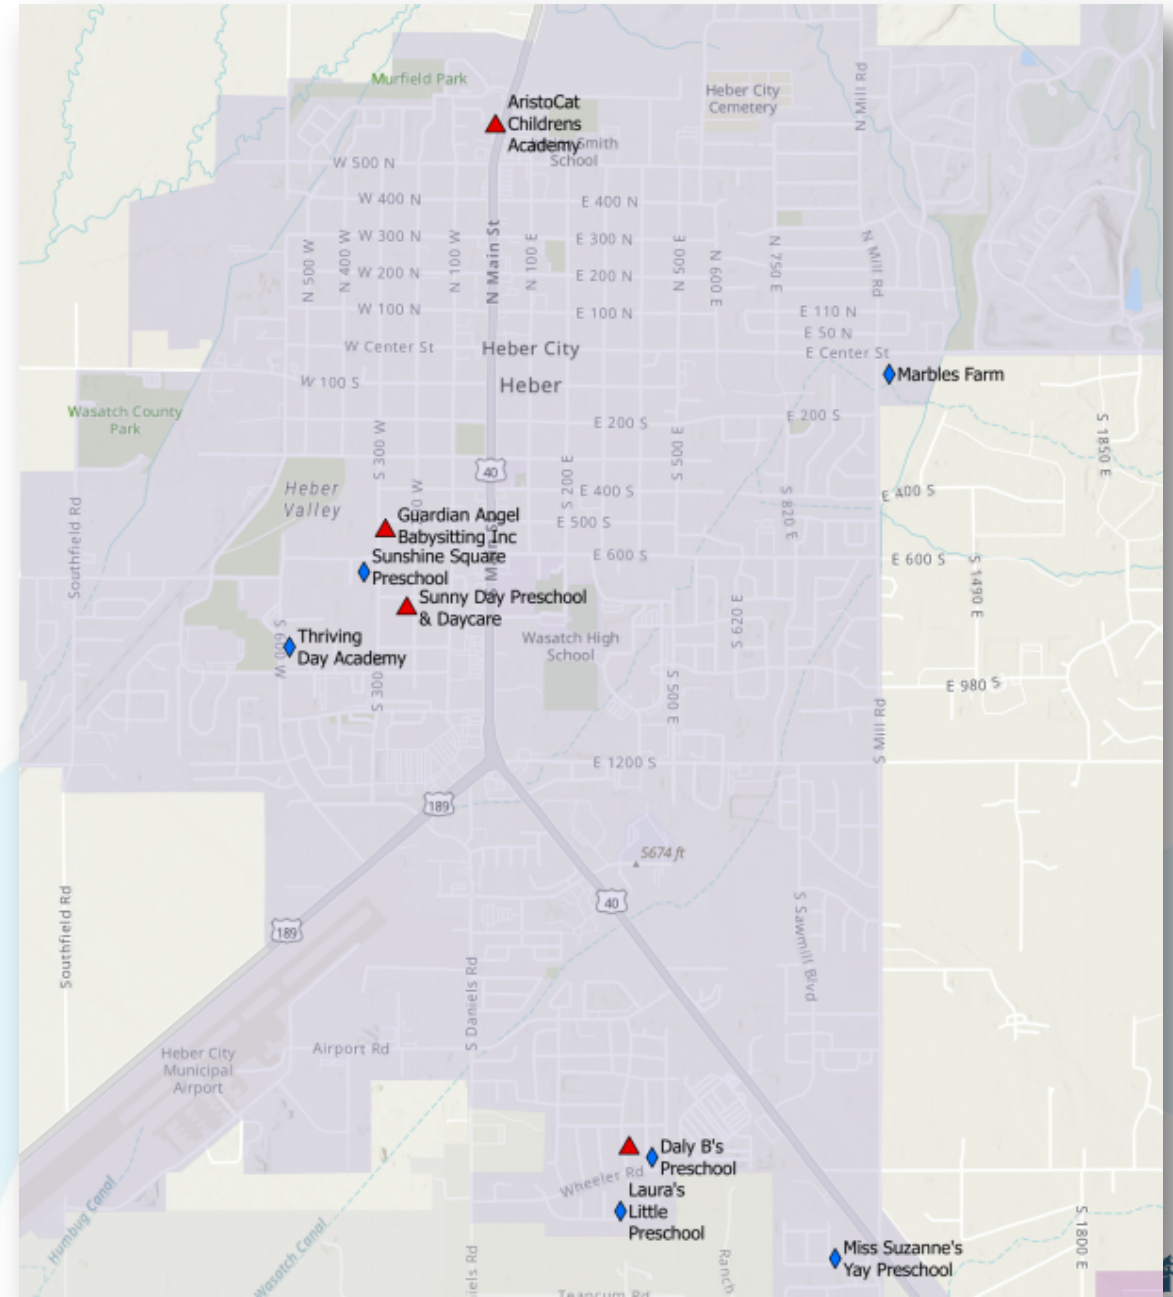 Murfield Park
AristoCat
Childrens
Academy
Smith
School
Heber City
Cemetery
N Mill Rd
W 500 N
W 400 N
E 400 N
W 300 N
E 300 N
W 200 N
E 200 N
W 100 N
E 100 N
N 500 W
N 400 W
N 100 W
N Main St
N 100 E
N 500 E
N 600 E
N 750 E
N Mill Rd
E 110 N
E 50 N
E Center St
W Center St
Heber City
Heber
Marbles Farm
W 100 S
Wasatch County
Park
E 200 S
E 200 S
S 1850 E
S 300 W
S 500 E
40
S 200 E
Heber
Valley
E 400 S
E 400 S
S 820 E
Southfield Rd
Guardian Angel
Babysitting Inc
E 500 S
Sunshine Square
Preschool
E 600 S
E 600 S
S 1490 E
Sunny Day Preschool
& Daycare
S 620 E
Thriving
Day Academy
S 600 W
Wasatch High
School
S 300
S 500 E
E 980 S
S Mill Rd
E 1200 S
189
5674 ft
40
189
Southfield Rd
S Sawmill Blvd
S Daniels Rd
Airport Rd
Heber City
Municipal
Airport
Daly B's
Preschool
Wheeler Rd
Laura's
Little
Preschool
Humbug Canal
Wasatch Canal
S 1800 E
Miss Suzanne's
Yay Preschool
iels Rd
Ranch
Teancum Rd